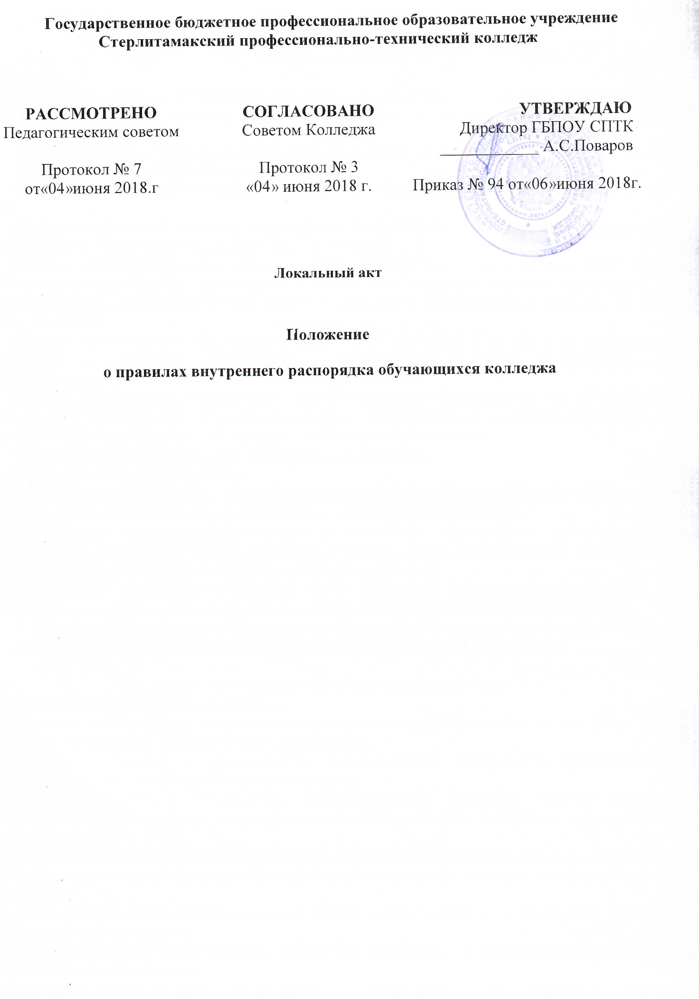 Государственное бюджетное профессиональное образовательное учреждение
Стерлитамакский профессионально-технический колледж
РАССМОТРЕНО
Педагогическим советом
Протокол № 7
от«04»июня 2018.г
СОГЛАСОВАНО
Советом Колледжа
Протокол № 3
«04» июня 2018 г.
УТВЕРЖДАЮ
Директор ГБПОУ СПТК
____________ А.С.Поваров
Приказ № 94 от«06»июня 2018г.
Локальный акт
Положение
о правилах внутреннего распорядка обучающихся колледжа